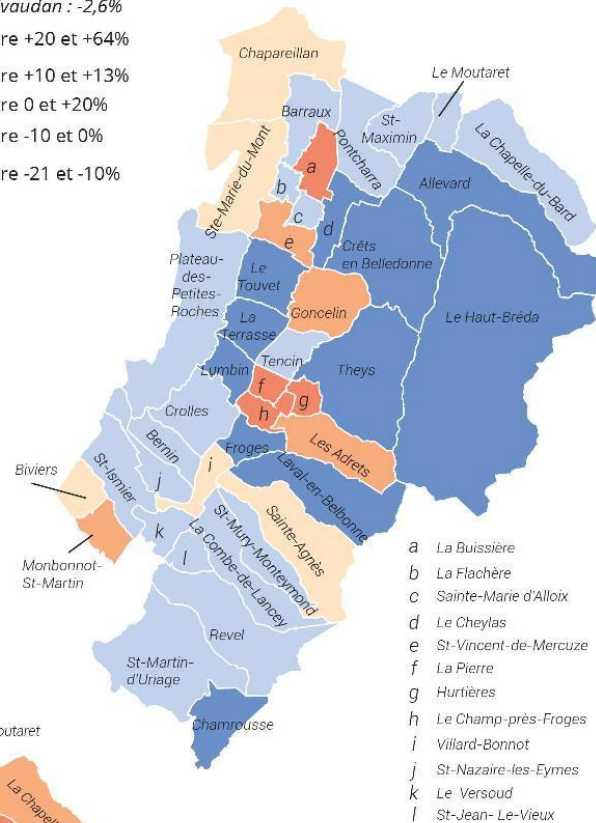 vaudan : -2,6%
re +20 et +64%
re +10 et +13%
re 0 et +20%
re -10 et 0%
re -21 et -10%
Chapareillan
Le Moutaret
Barraux
St-
Maximin
Pontcharra
La Chapelle-du-Bard
Ste-Marie-du-Mont
a
b
c
d
e
Allevard
Crêts
en Belledonne
Plateau-
des-
Petites-
Roches
Le
Touvet
Goncelin
Le Haut-Bréda
La
Terrasse
Tencin
Theys
Lumbin
f
g
h
Crolles
Les Adrets
Bernin
Froges
i
Laval-en-Belbonne
Biviers
St-Ismier
j
Sainte-Agnès
k
St-Mury-Monteymond
La Combe-de-Lancey
l
Monbonnot-
St-Martin
Revel
St-Martin-
d'Uriage
Chamrousse
a La Buissière
b La Flachère
c Sainte-Marie d'Alloix
d Le Cheylas
e St-Vincent-de-Mercuze
f La Pierre
g Hurtières
h Le Champ-près-Froges
i Villard-Bonnot
j St-Nazaire-les-Eymes
k Le Versoud
l St-Jean- Le-Vieux
outaret
La Chapel